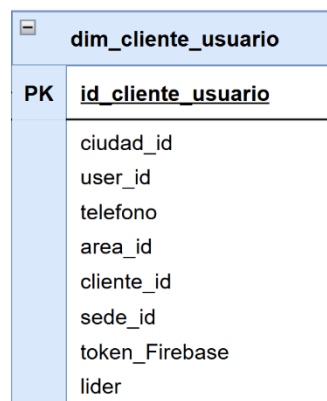 dim_cliente_usuario
PK id_cliente_usuario
ciudad_id
user_id
telefono
area_id
cliente_id
sede_id
token_Firebase
lider